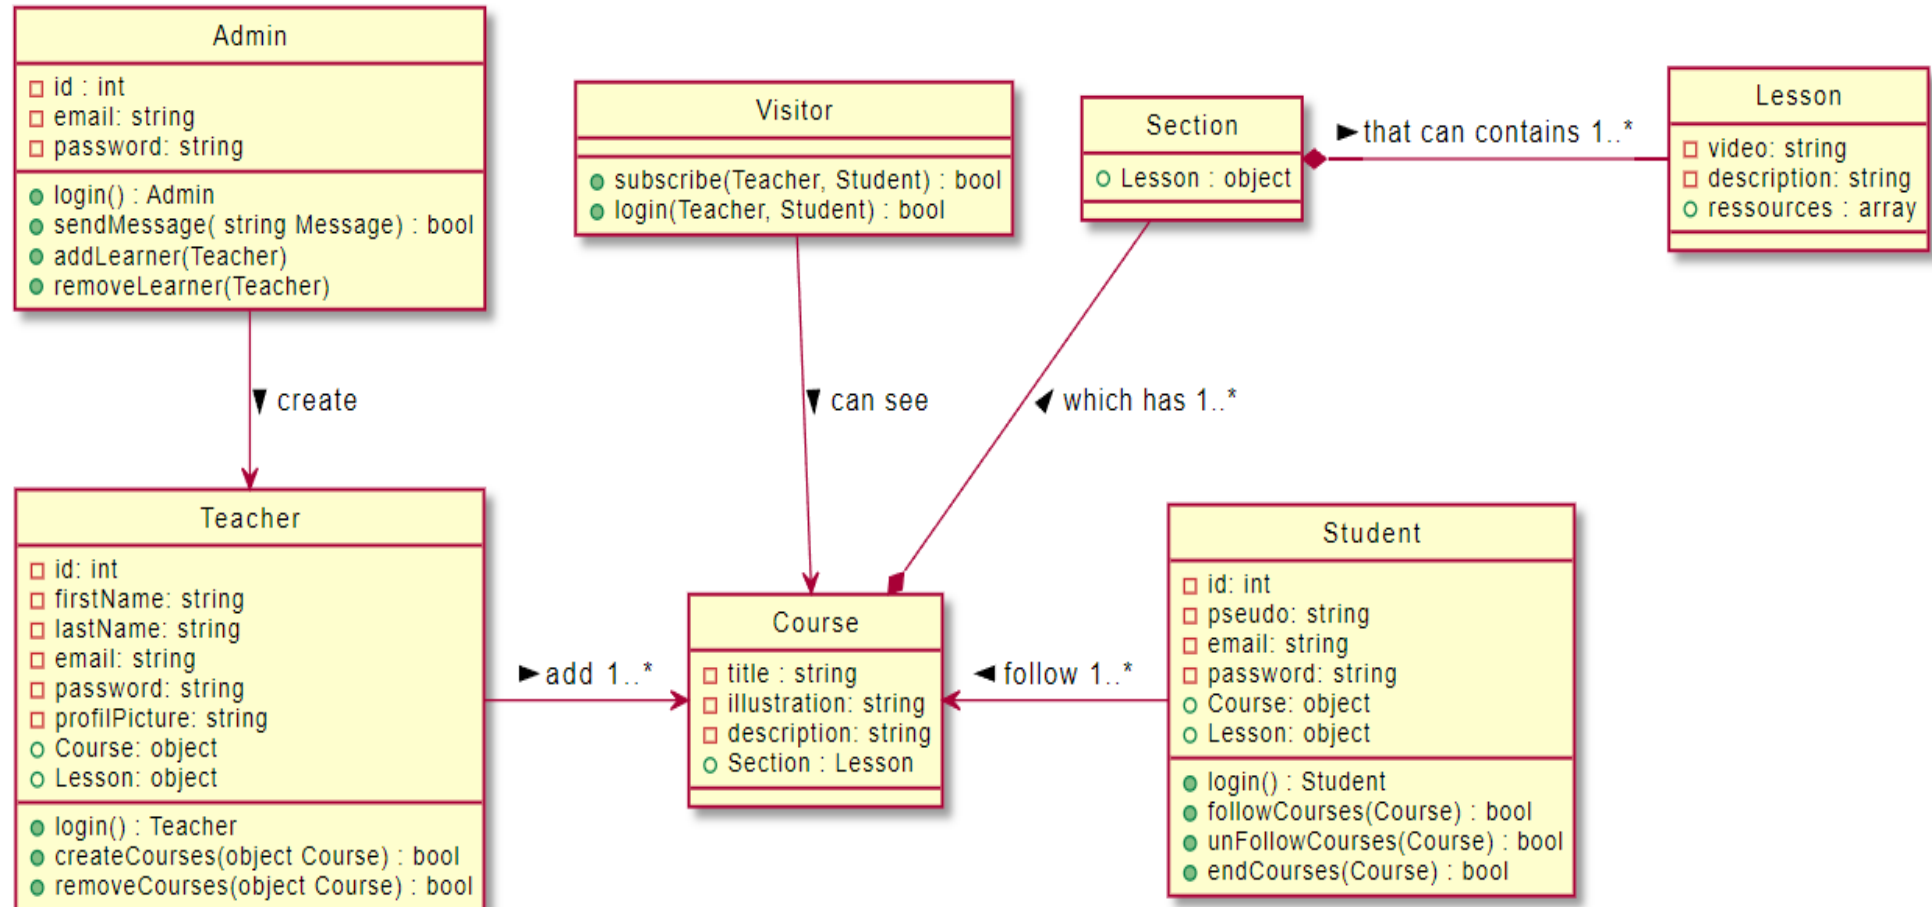 Admin
id : int
email: string
password: string
login() : Admin
sendMessage( string Message) : bool
addLearner(Teacher)
removeLearner(Teacher)
Visitor
subscribe(Teacher, Student) : bool
login(Teacher, Student) : bool
Section
Lesson : object
that can contains 1..*
Lesson
video: string
description: string
ressources : array
create
can see
which has 1..*
Teacher
id: int
firstName: string
lastName: string
email: string
password: string
profilPicture: string
Course: object
Lesson: object
login() : Teacher
createCourses(object Course) : bool
removeCourses(object Course) : bool
add 1..*
Course
title : string
illustration: string
description: string
Section : Lesson
follow 1..*
Student
id: int
pseudo: string
email: string
password: string
Course: object
Lesson: object
login() : Student
followCourses(Course) : bool
unFollowCourses(Course) : bool
endCourses(Course) : bool